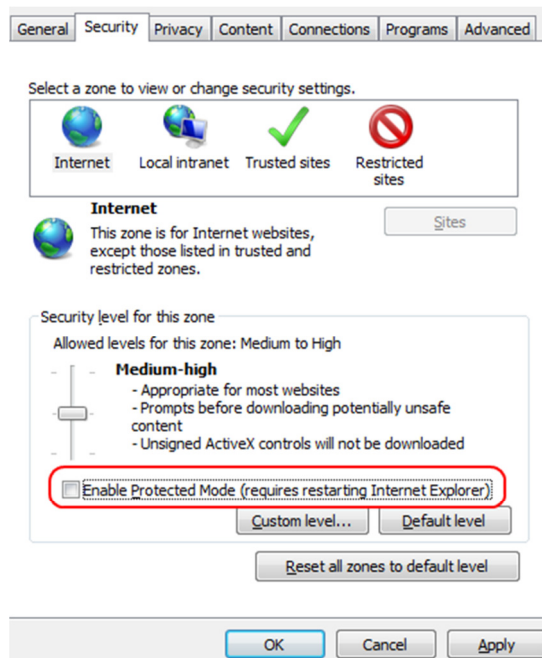 General Security Privacy Content Connections Programs Advanced
Select a zone to view or change security settings.
Internet Local intranet Trusted sites Restricted
sites
Internet
Sites
This zone is for Internet websites,
except those listed in trusted and
restricted zones.
Security level for this zone
Allowed levels for this zone: Medium to High
Medium-high
- Appropriate for most websites
- Prompts before downloading potentially unsafe
content
- Unsigned ActiveX controls will not be downloaded
Enable Protected Mode (requires restarting Internet Explorer)
Custom level... Default level
Reset all zones to default level
OK Cancel Apply